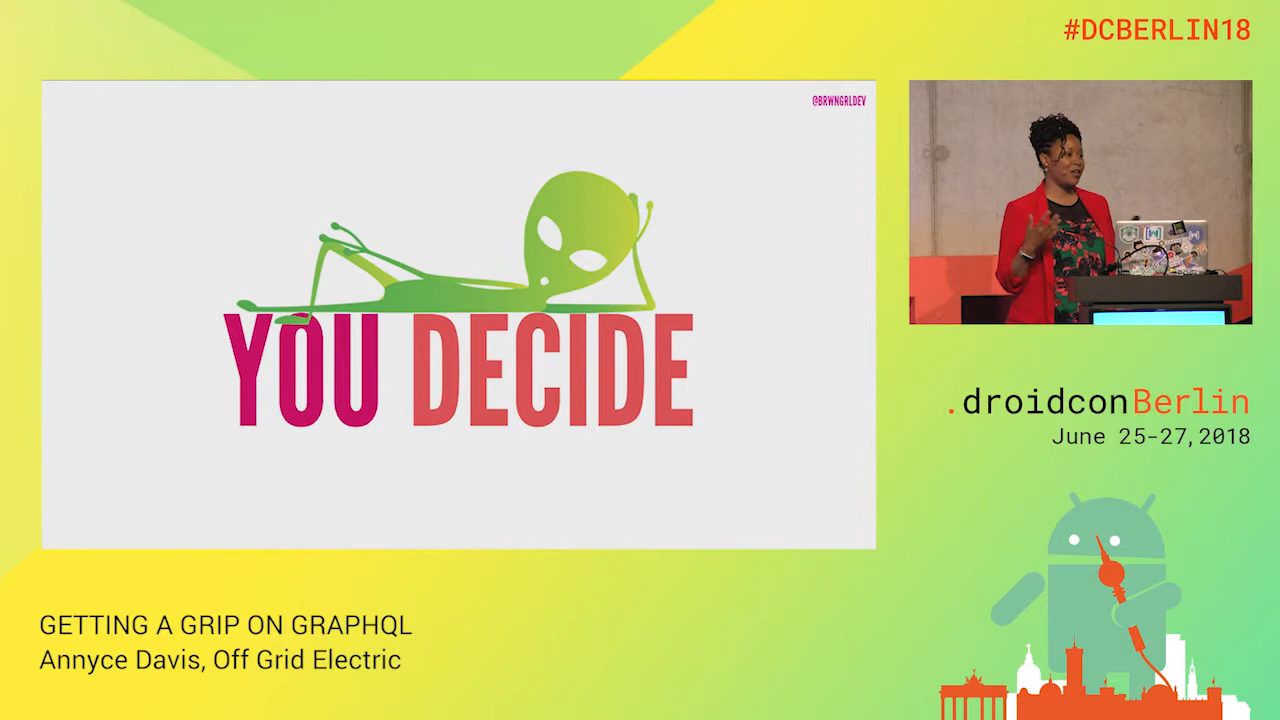 #DCBERLIN18
@BRWNGRLDEV
YOU DECIDE
.droidconBerlin
June 25-27,2018
GETTING A GRIP ON GRAPHQL
Annyce Davis, Off Grid Electric